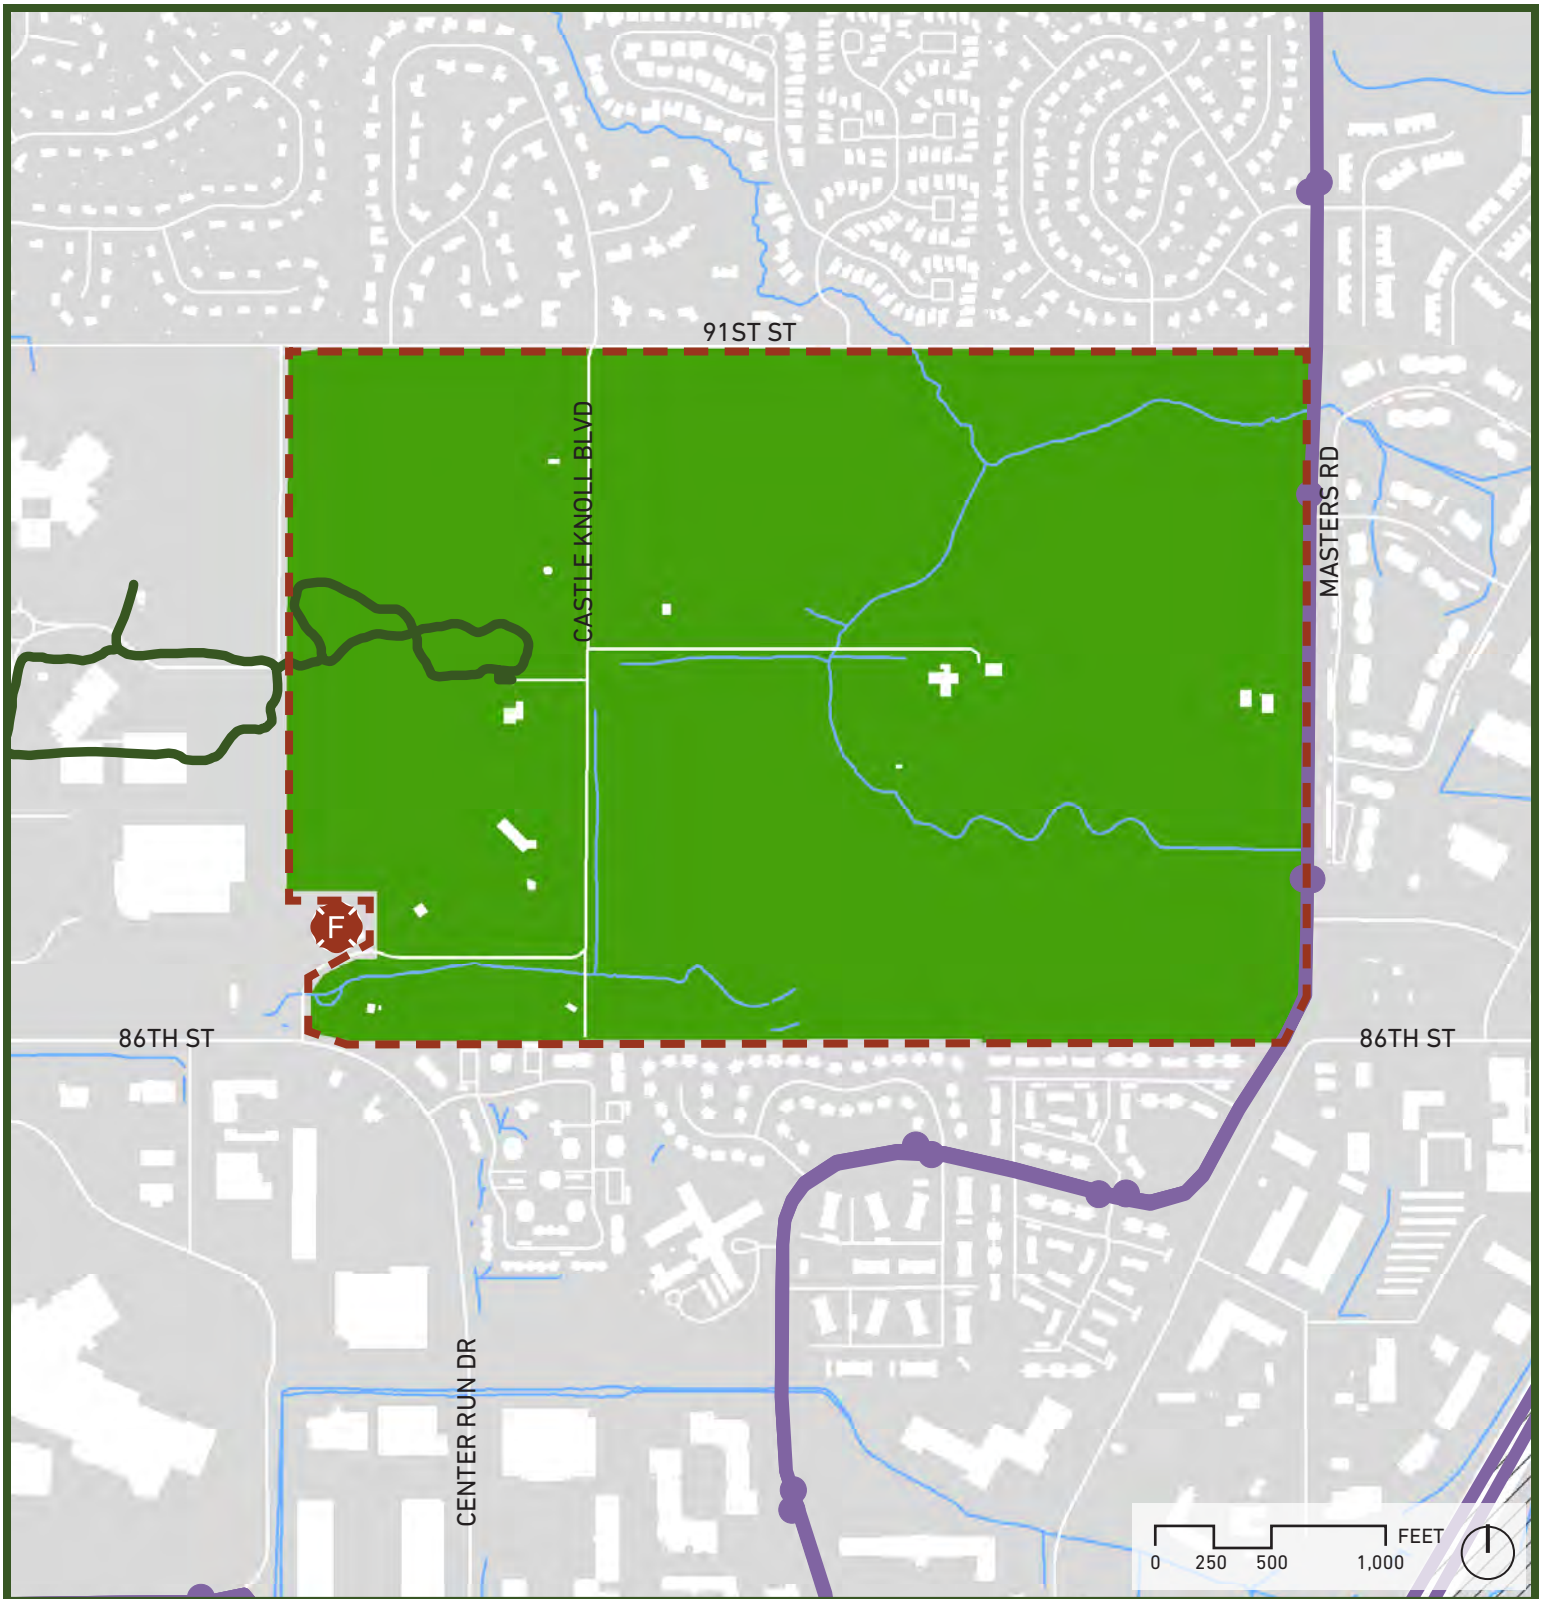 91ST ST
CASTLE KNOLL BLVD
MASTERS RD
F
86TH ST
86TH ST
CENTER RUN DR
FEET
0 250 500 1,000